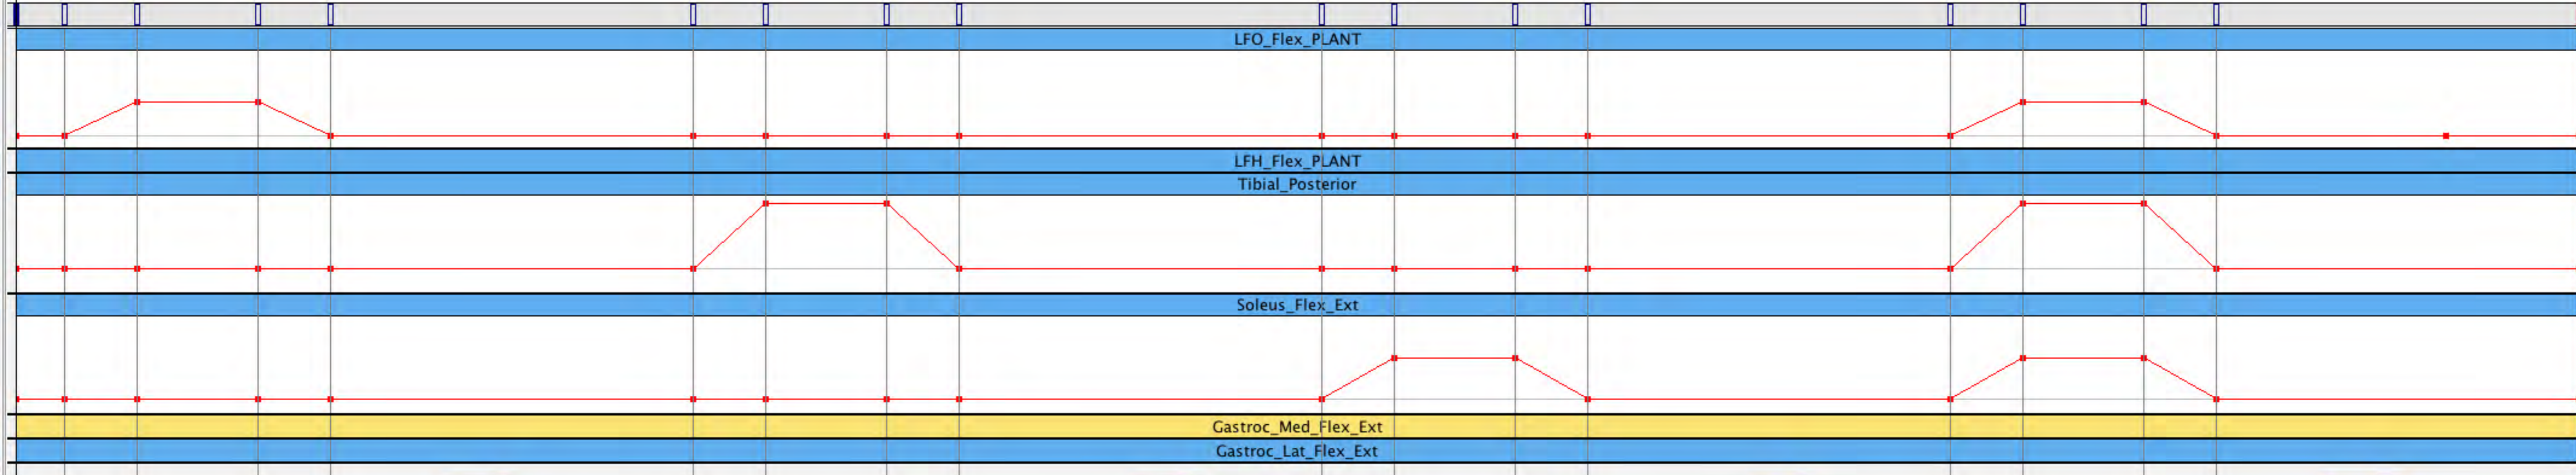 LFO_Flex_PLANT
LFH_Flex_PLANT
Tibial_Posterior
Soleus_Flex_Ext
Gastroc_Med_Flex_Ext
Gastroc_Lat_Flex_Ext